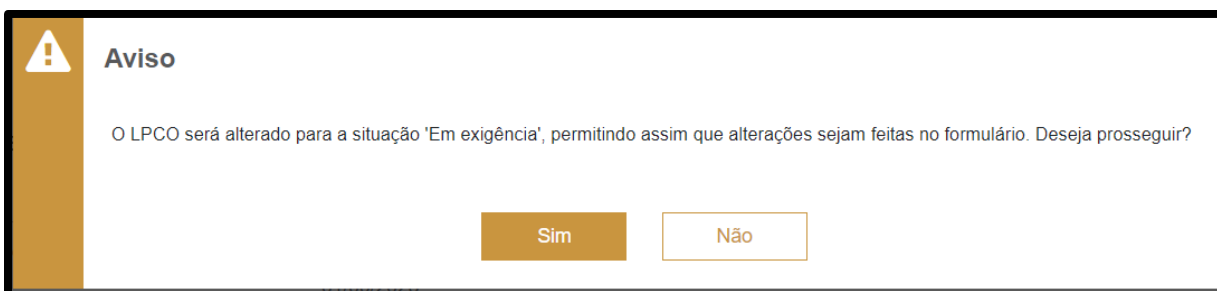 Aviso
O LPCO será alterado para a situação 'Em exigência', permitindo assim que alterações sejam feitas no formulário. Deseja prosseguir?
Sim Não